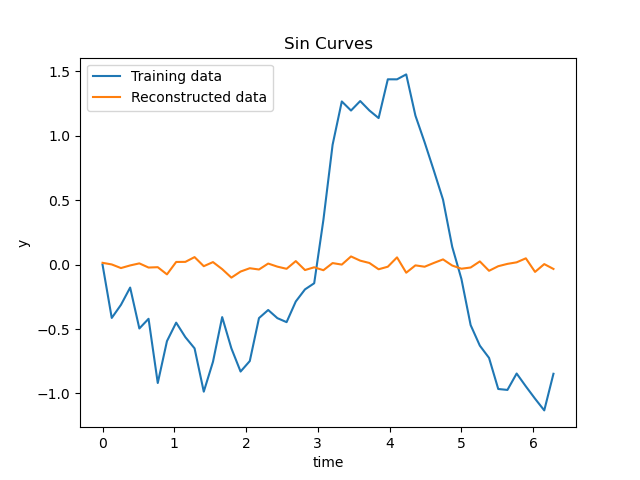 Sin Curves
Training data
Reconstructed data
1.5
1.0
0.5
0.0
−0.5
−1.0
y
0 1 2 3 4 5 6
time